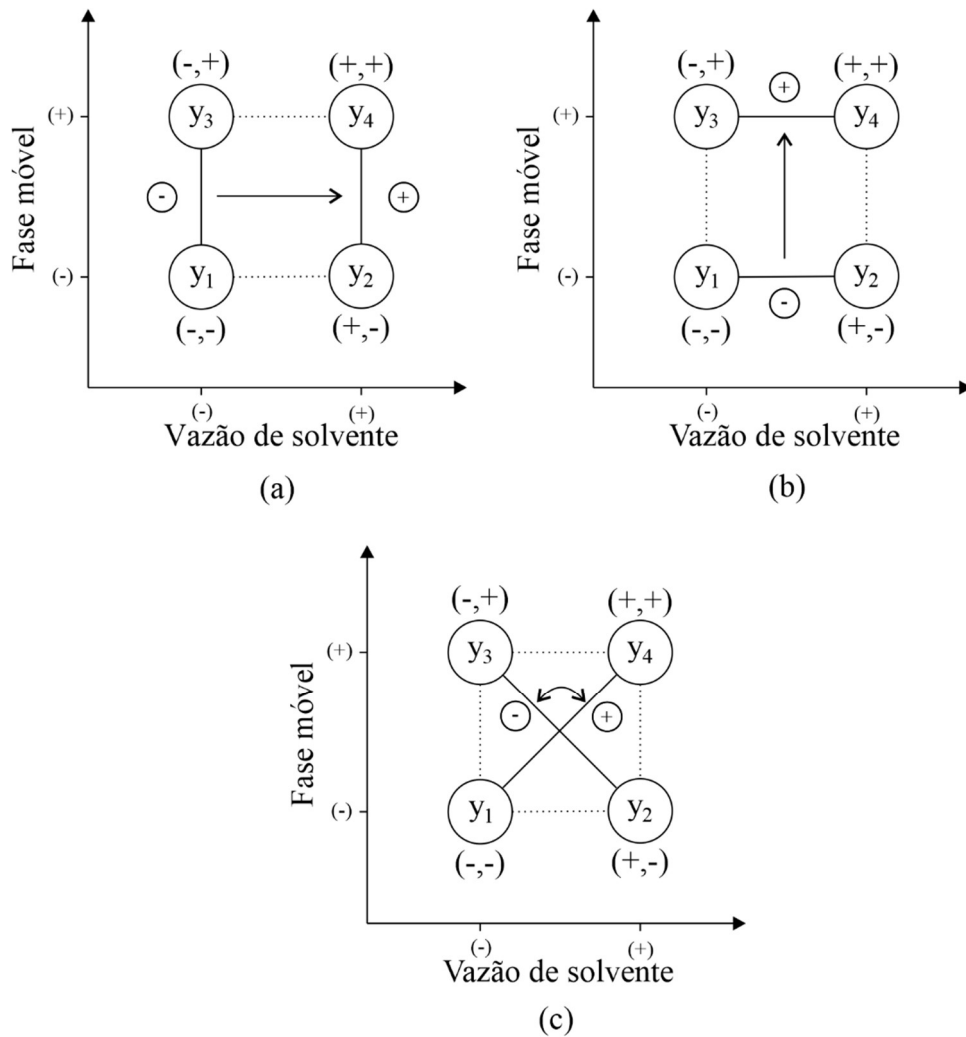 (-,+) (+,+)
(+) y3 y4
Fase móvel
- +
(-) y1 y2
(-,-) (+,-)
(-) (+)
Vazão de solvente
(a)
(-,+) (+,+)
+
(+) y3 y4
Fase móvel
(-) y1 y2
-
(-,-) (+,-)
(-) (+)
Vazão de solvente
(b)
(-,+) (+,+)
(+) y3 y4
Fase móvel
- +
(-) y1 y2
(-,-) (+,-)
(-) (+)
Vazão de solvente
(c)